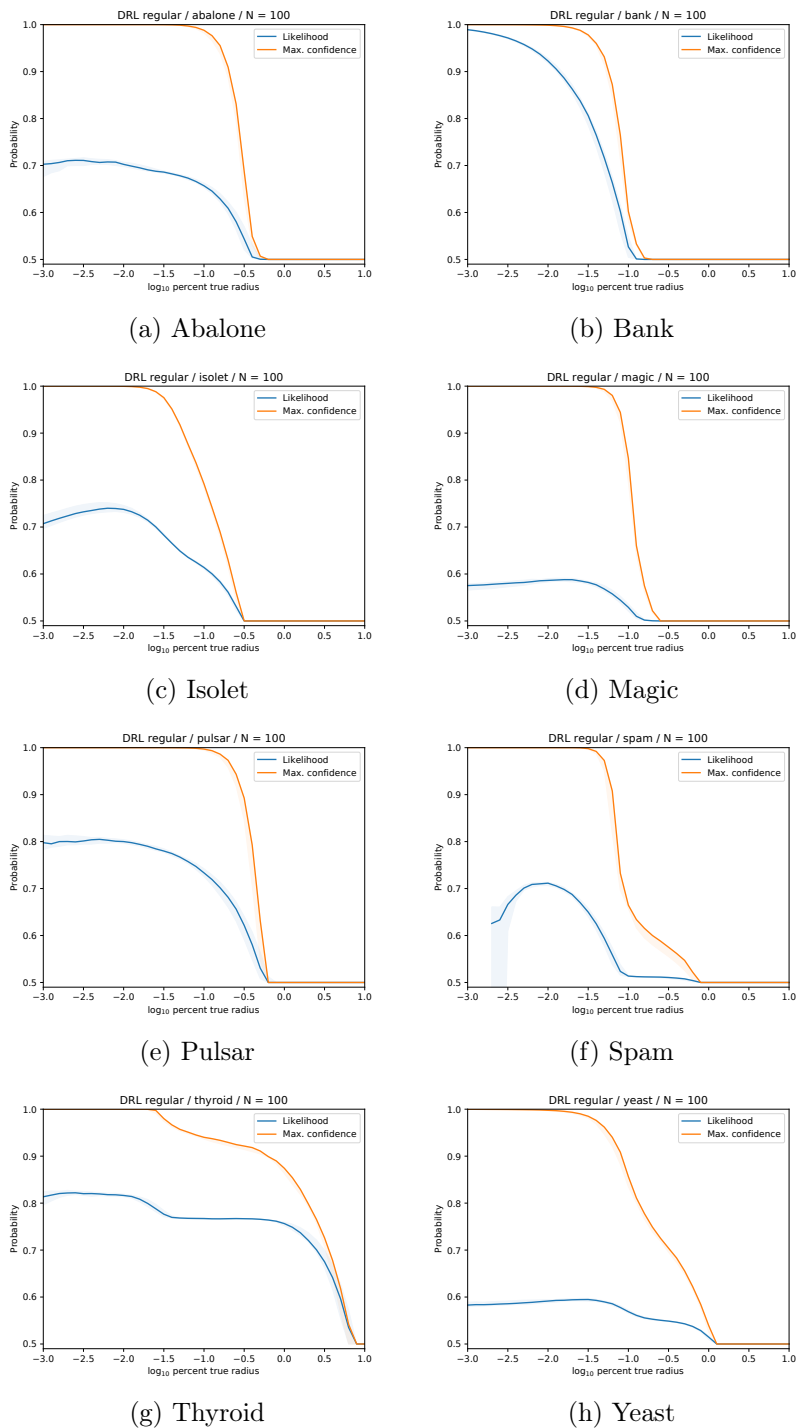 DRL regular / abalone / N = 100
Probability
1.0
0.9
0.8
0.7
0.6
0.5
Likelihood
Max. confidence
−3.0 −2.5 −2.0 −1.5 −1.0 −0.5 0.0 0.5 1.0
log₁₀ percent true radius
(a) Abalone
DRL regular / bank / N = 100
Probability
1.0
0.9
0.8
0.7
0.6
0.5
Likelihood
Max. confidence
−3.0 −2.5 −2.0 −1.5 −1.0 −0.5 0.0 0.5 1.0
log₁₀ percent true radius
(b) Bank
DRL regular / isolet / N = 100
Probability
1.0
0.9
0.8
0.7
0.6
0.5
Likelihood
Max. confidence
−3.0 −2.5 −2.0 −1.5 −1.0 −0.5 0.0 0.5 1.0
log₁₀ percent true radius
(c) Isolet
DRL regular / magic / N = 100
Probability
1.0
0.9
0.8
0.7
0.6
0.5
Likelihood
Max. confidence
−3.0 −2.5 −2.0 −1.5 −1.0 −0.5 0.0 0.5 1.0
log₁₀ percent true radius
(d) Magic
DRL regular / pulsar / N = 100
Probability
1.0
0.9
0.8
0.7
0.6
0.5
Likelihood
Max. confidence
−3.0 −2.5 −2.0 −1.5 −1.0 −0.5 0.0 0.5 1.0
log₁₀ percent true radius
(e) Pulsar
DRL regular / spam / N = 100
Probability
1.0
0.9
0.8
0.7
0.6
0.5
Likelihood
Max. confidence
−3.0 −2.5 −2.0 −1.5 −1.0 −0.5 0.0 0.5 1.0
log₁₀ percent true radius
(f) Spam
DRL regular / thyroid / N = 100
Probability
1.0
0.9
0.8
0.7
0.6
0.5
Likelihood
Max. confidence
−3.0 −2.5 −2.0 −1.5 −1.0 −0.5 0.0 0.5 1.0
log₁₀ percent true radius
(g) Thyroid
DRL regular / yeast / N = 100
Probability
1.0
0.9
0.8
0.7
0.6
0.5
Likelihood
Max. confidence
−3.0 −2.5 −2.0 −1.5 −1.0 −0.5 0.0 0.5 1.0
log₁₀ percent true radius
(h) Yeast